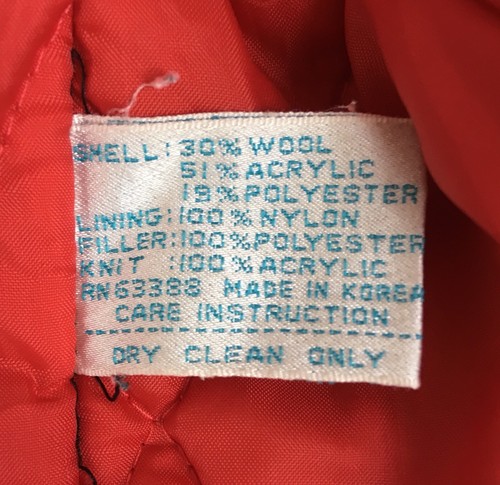 SHELL: 30% WOOL
51% ACRYLIC
19% POLYESTER
LINING: 100% NYLON
FILLER: 100% POLYESTER
KNIT : 100% ACRYLIC
RN63388 MADE IN KOREA
CARE INSTRUCTION
DRY CLEAN ONLY